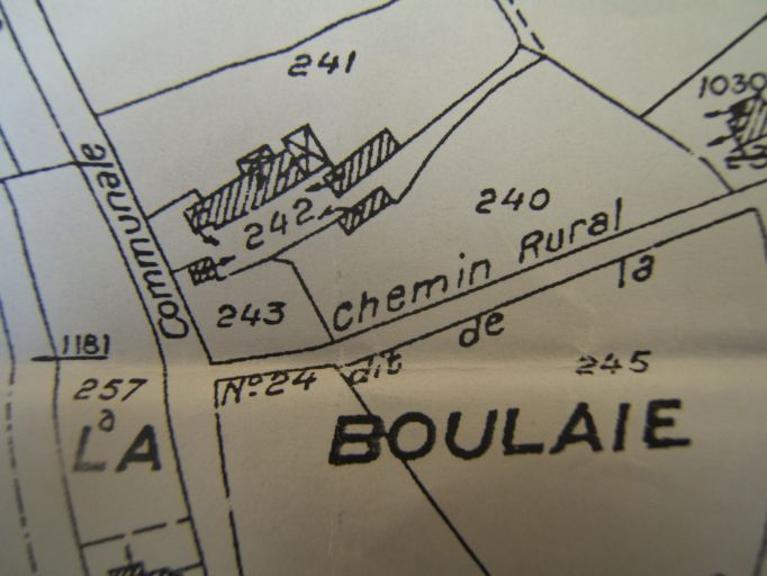 241
1030
Communale
242
240
243
Chemin Rural
N° 24 dit de la
1181
257
a
245
LA BOULAIE